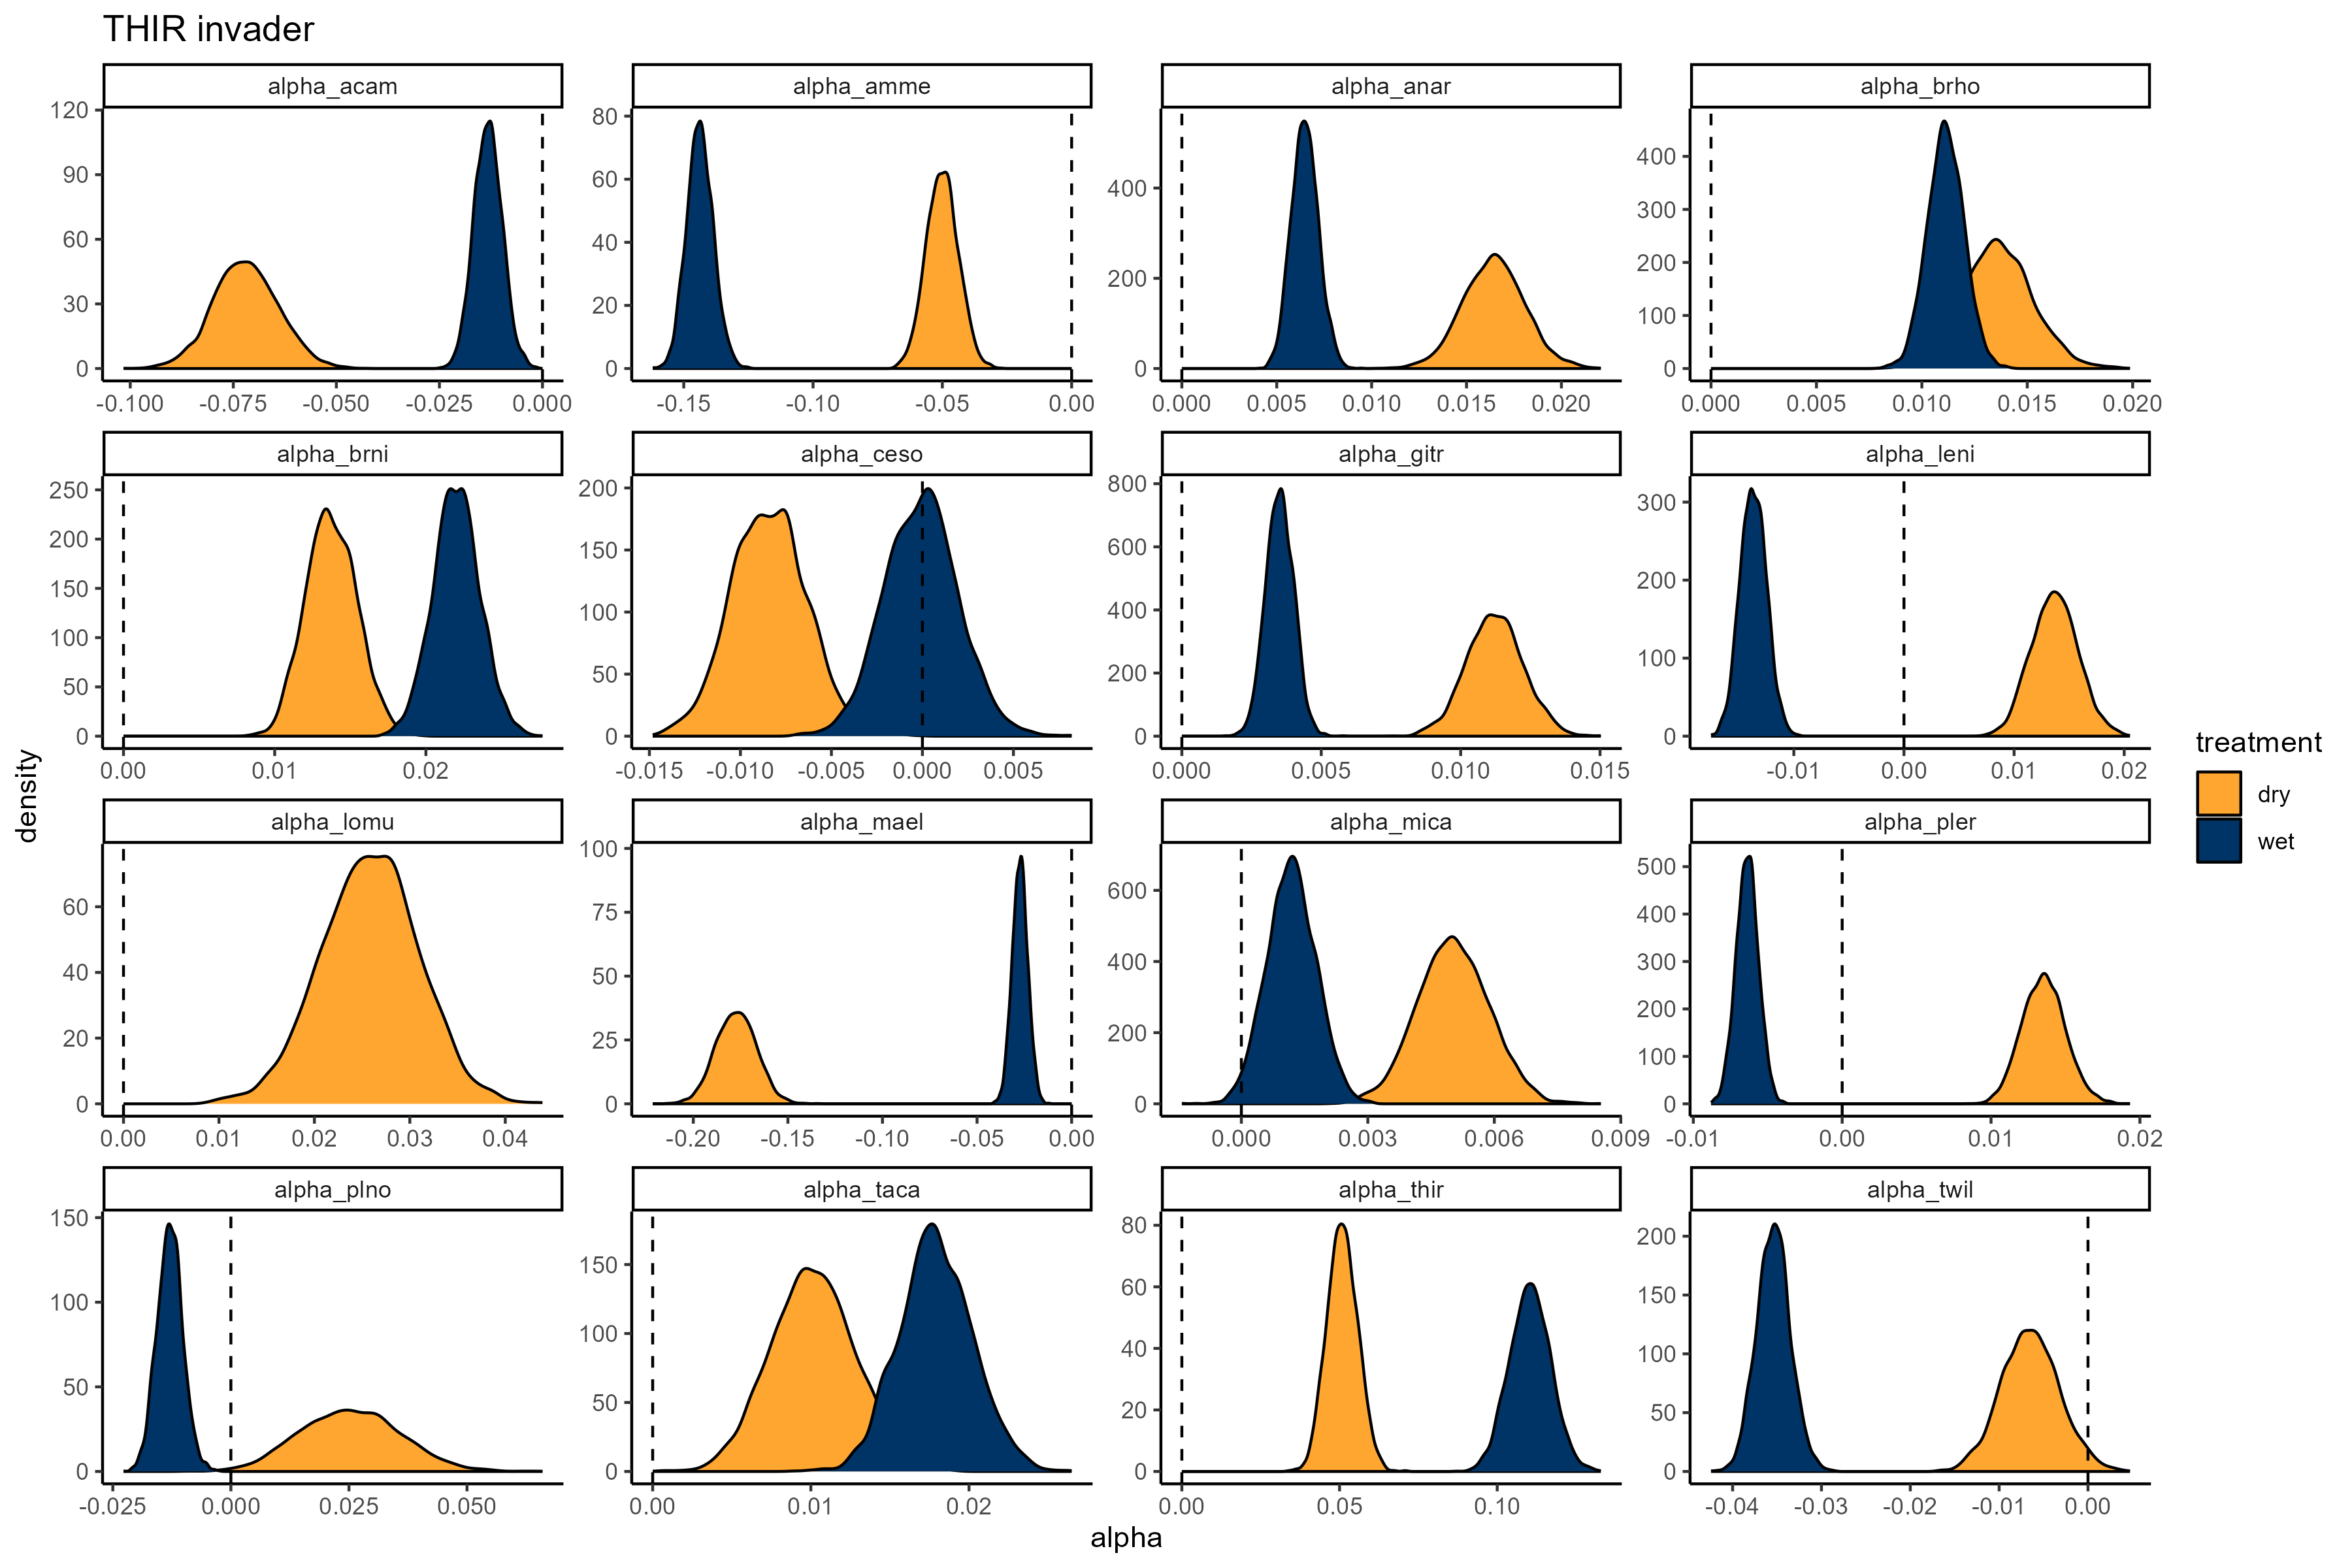 THIR invader
alpha_acam alpha_amme alpha_anar alpha_brho
120 90 60 30 0
80 60 40 20 0
400 200 0
400 300 200 100 0
-0.100 -0.075 -0.050 -0.025 0.000
-0.15 -0.10 -0.05 0.00
0.000 0.005 0.010 0.015 0.020
0.000 0.005 0.010 0.015 0.020
alpha_brni alpha_ceso alpha_gitr alpha_leni
250 200 150 100 50 0
200 150 100 50 0
800 600 400 200 0
300 200 100 0
0.00 0.01 0.02
-0.015 -0.010 -0.005 0.000 0.005
0.000 0.005 0.010 0.015
-0.01 0.00 0.01 0.02
alpha_lomu alpha_mael alpha_mica alpha_pler
60 40 20 0
100 75 50 25 0
600 400 200 0
500 400 300 200 100 0
0.00 0.01 0.02 0.03 0.04
-0.20 -0.15 -0.10 -0.05 0.00
0.000 0.003 0.006 0.009
-0.01 0.00 0.01 0.02
alpha_plno alpha_taca alpha_thir alpha_twil
150 100 50 0
150 100 50 0
80 60 40 20 0
200 150 100 50 0
-0.025 0.000 0.025 0.050
0.00 0.01 0.02
0.00 0.05 0.10
-0.04 -0.03 -0.02 -0.01 0.00
density
alpha
treatment
dry
wet